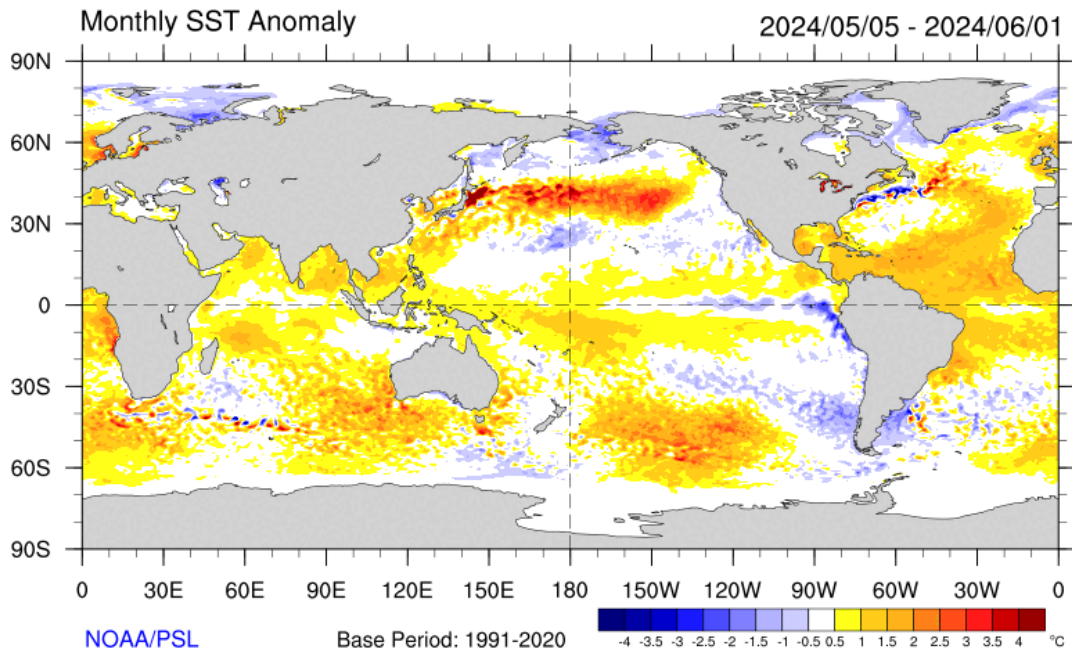 Monthly SST Anomaly 2024/05/05 - 2024/06/01
90N
60N
30N
0
30S
60S
90S
0 30E 60E 90E 120E 150E 180 150W 120W 90W 60W 30W 0
NOAA/PSL Base Period: 1991-2020
-4 -3.5 -3 -2.5 -2 -1.5 -1 -0.5 0.5 1 1.5 2 2.5 3 3.5 4 °C